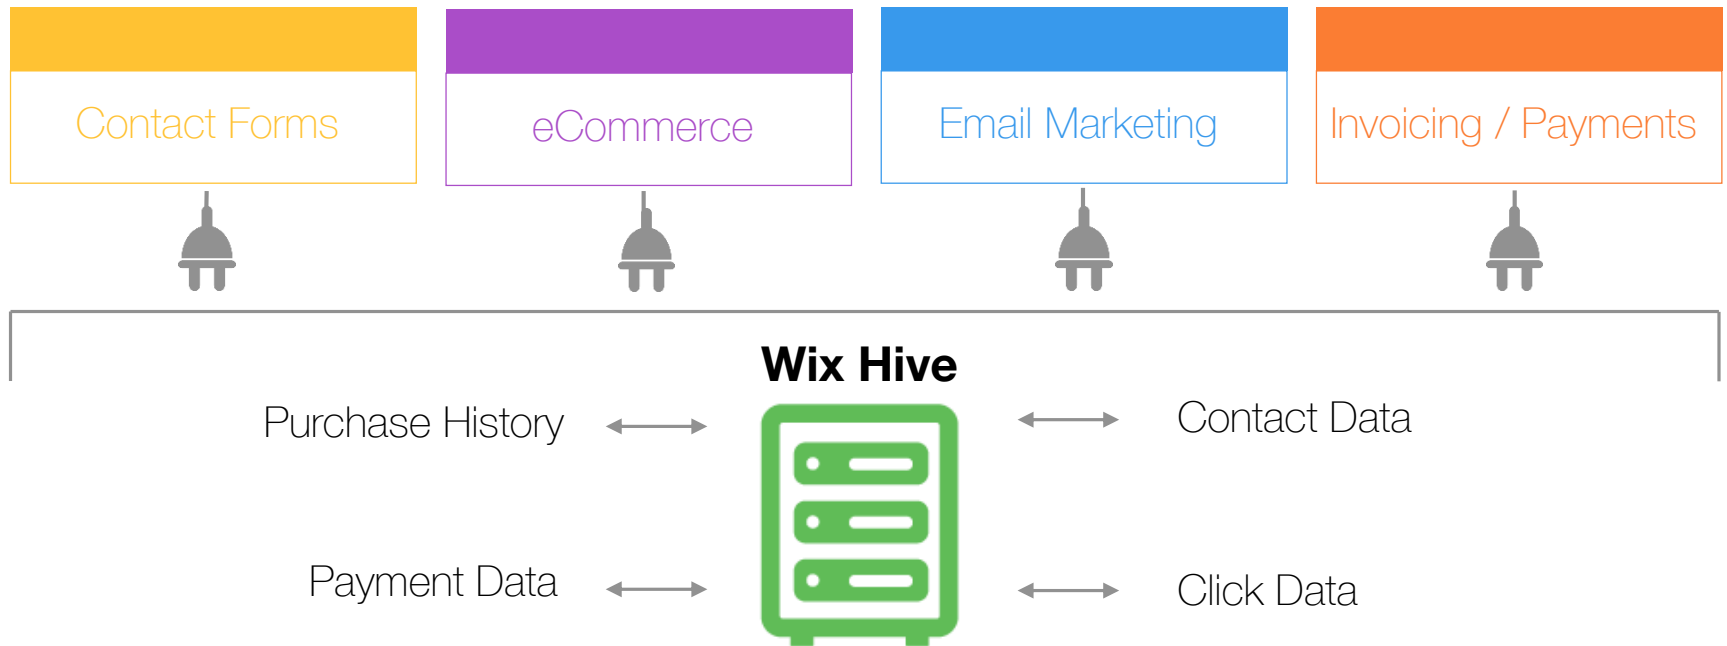 Contact Forms
eCommerce
Email Marketing
Invoicing / Payments
Wix Hive
Purchase History
Contact Data
Payment Data
Click Data